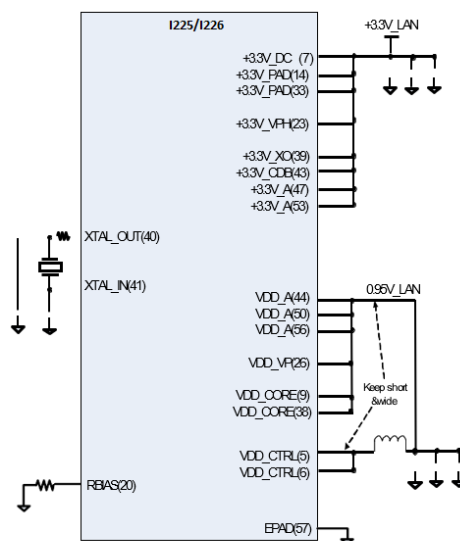 I225/I226
+3.3V_LAN
+3.3V_DC (7)
+3.3V_PAD(14)
+3.3V_PAD(33)
+3.3V_VPH(23)
+3.3V_XO(39)
+3.3V_CDB(43)
+3.3V_A(47)
+3.3V_A(53)
XTAL_OUT(40)
XTAL_IN(41)
VDD_A(44)
0.95V_LAN
VDD_A(50)
VDD_A(56)
VDD_VP(26)
Keep short
&wide
VDD_CORE(9)
VDD_CORE(38)
VDD_CTRL(5)
VDD_CTRL(6)
RBIAS(20)
EPAD(57)